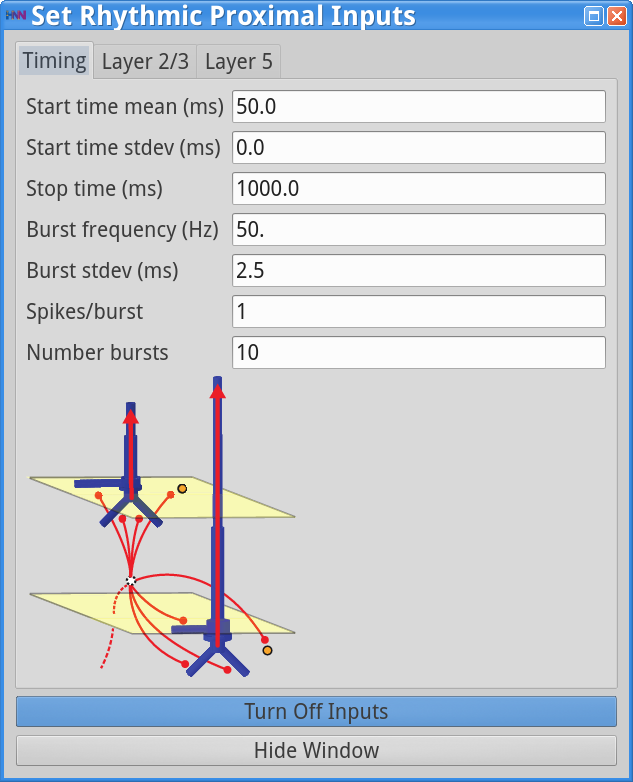 HNN Set Rhythmic Proximal Inputs
Timing Layer 2/3 Layer 5
Start time mean (ms) 50.0
Start time stdev (ms) 0.0
Stop time (ms) 1000.0
Burst frequency (Hz) 50.
Burst stdev (ms) 2.5
Spikes/burst 1
Number bursts 10
Turn Off Inputs
Hide Window